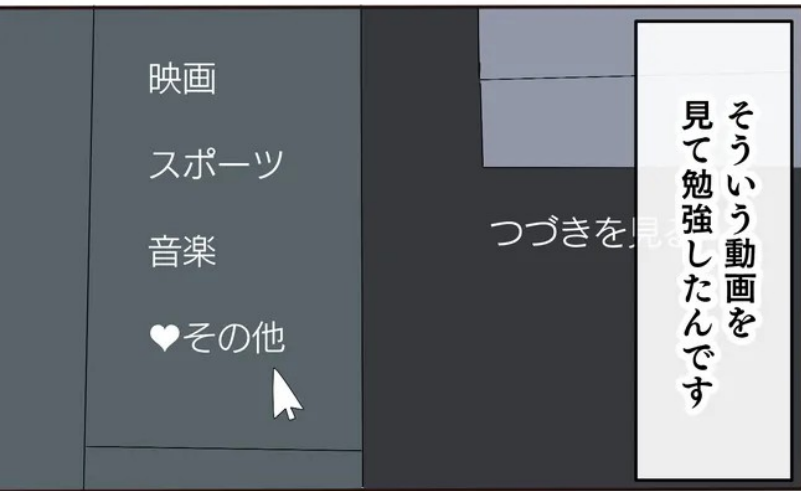 映画
スポーツ
音楽
♥その他
つづきを見る
そういう動画を
見て勉強したんです